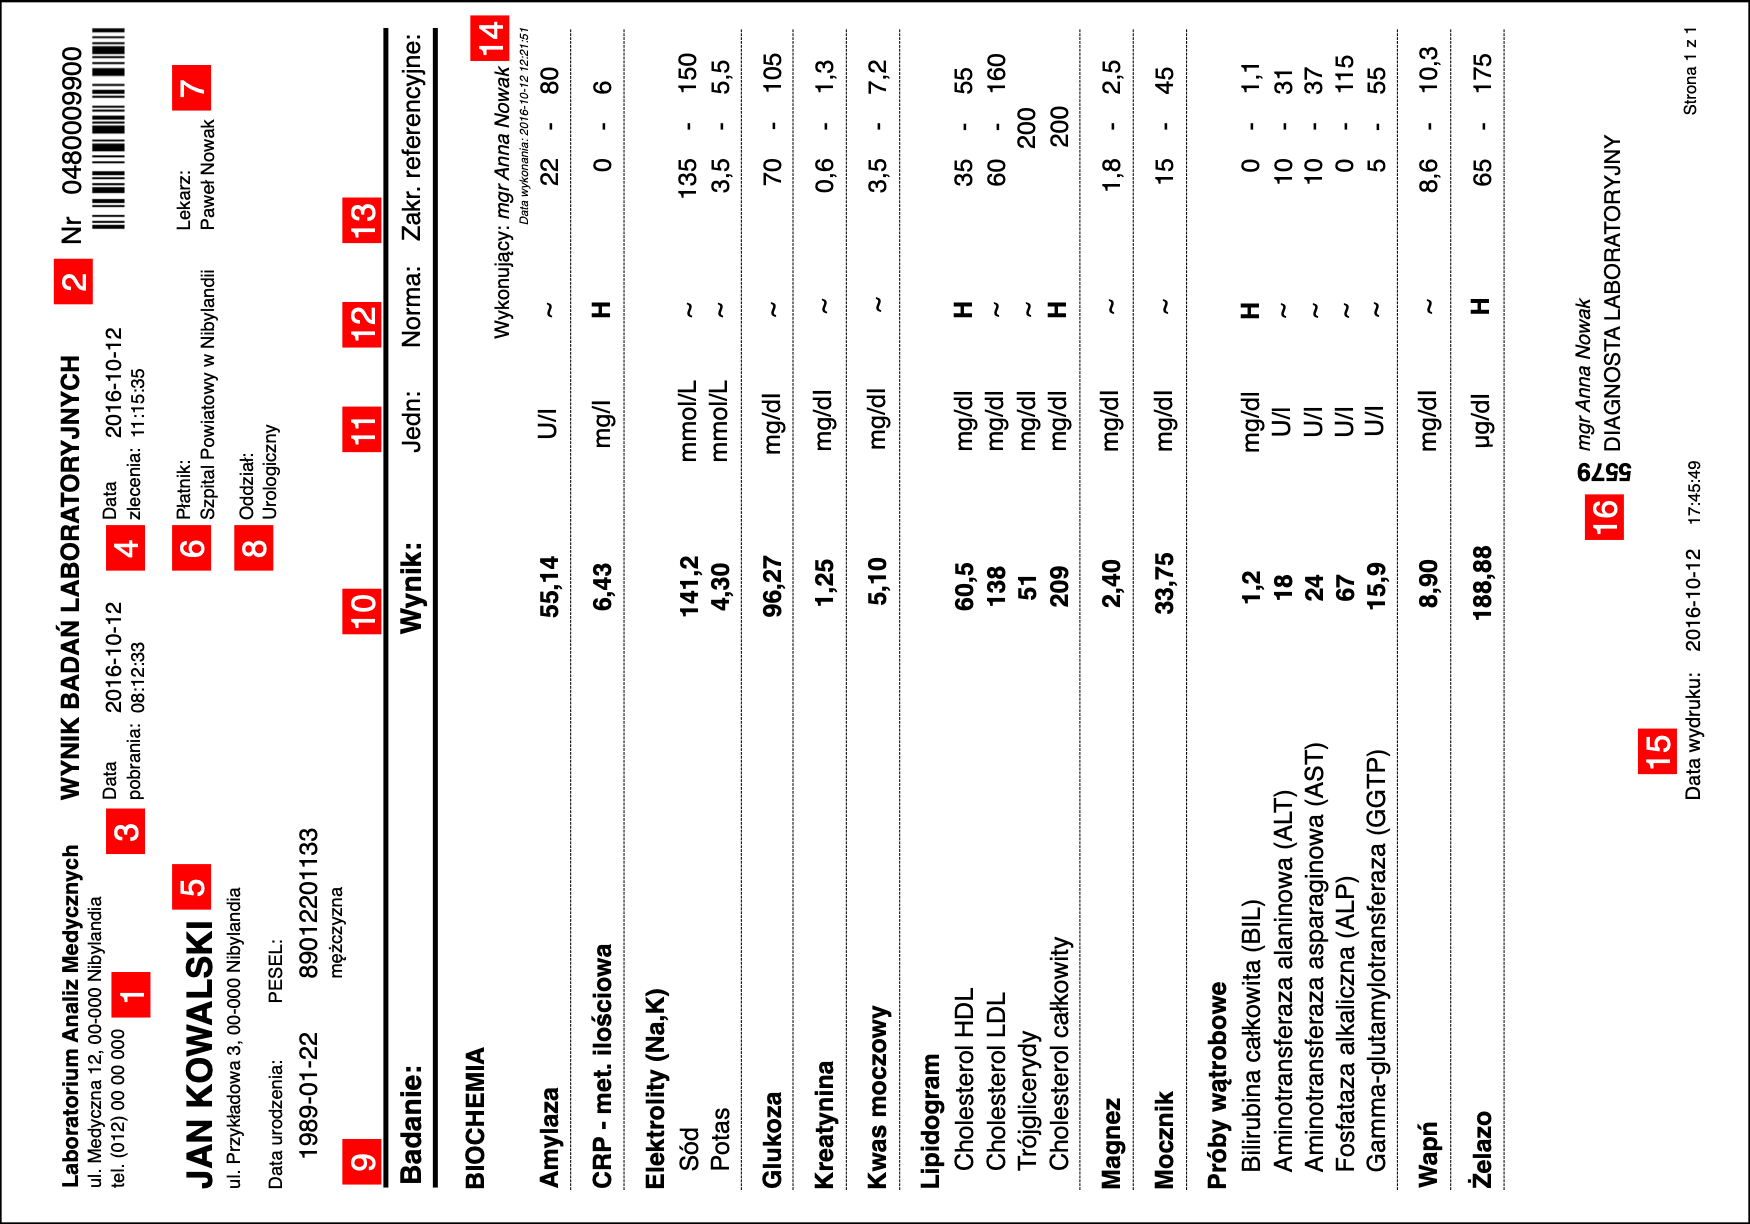 Laboratorium Analiz Medycznych WYNIK BADAŃ LABORATORYJNYCH 2 Nr 0480009900
ul. Medyczna 12, 00-000 Nibylandia
tel. (012) 00 00 000 1
3 Data pobrania: 2016-10-12 08:12:33
4 Data zlecenia: 2016-10-12 11:15:35
JAN KOWALSKI 5
ul. Przykładowa 3, 00-000 Nibylandia
6 Płatnik:
Szpital Powiatowy w Nibylandii
Lekarz: 7
Paweł Nowak
8 Oddział:
Urologiczny
Data urodzenia: PESEL:
1989-01-22 89012201133
mężczyzna
9 10 11 12 13
Badanie: Wynik: Jedn: Norma: Zakr. referencyjne:
BIOCHEMIA
Wykonujący: mgr Anna Nowak 14
Data wykonania: 2016-10-12 12:21:51
Amylaza 55,14 U/l ~ 22 - 80
CRP - met. ilościowa 6,43 mg/l H 0 - 6
Elektrolity (Na,K)
Sód 141,2 mmol/L ~ 135 - 150
Potas 4,30 mmol/L ~ 3,5 - 5,5
Glukoza 96,27 mg/dl ~ 70 - 105
Kreatynina 1,25 mg/dl ~ 0,6 - 1,3
Kwas moczowy 5,10 mg/dl ~ 3,5 - 7,2
Lipidogram
Cholesterol HDL 60,5 mg/dl H 35 - 55
Cholesterol LDL 138 mg/dl ~ 60 - 160
Trójglicerydy 51 mg/dl ~ 200
Cholesterol całkowity 209 mg/dl H 200
Magnez 2,40 mg/dl ~ 1,8 - 2,5
Mocznik 33,75 mg/dl ~ 15 - 45
Próby wątrobowe
Bilirubina całkowita (BIL) 1,2 mg/dl H 0 - 1,1
Aminotransferaza alaninowa (ALT) 18 U/l ~ 10 - 31
Aminotransferaza asparaginowa (AST) 24 U/l ~ 10 - 37
Fosfataza alkaliczna (ALP) 67 U/l ~ 0 - 115
Gamma-glutamylotransferaza (GGTP) 15,9 U/l ~ 5 - 55
Wapń 8,90 mg/dl ~ 8,6 - 10,3
Żelazo 188,88 µg/dl H 65 - 175
16 5579 mgr Anna Nowak
DIAGNOSTA LABORATORYJNY
15
Data wydruku: 2016-10-12 17:45:49 Strona 1 z 1